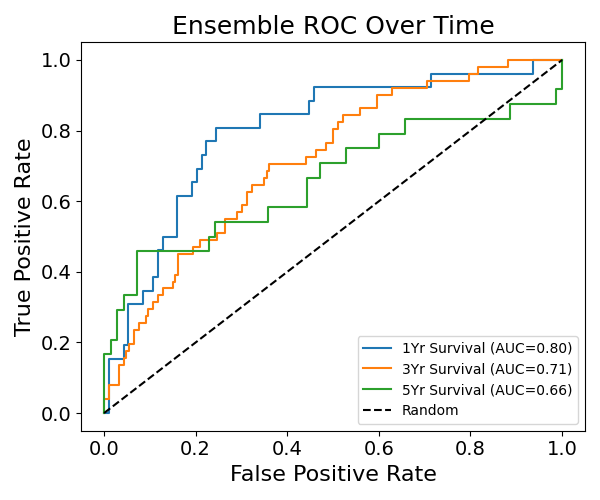 Ensemble ROC Over Time
True Positive Rate
1.0
0.8
0.6
0.4
0.2
0.0
0.0 0.2 0.4 0.6 0.8 1.0
False Positive Rate
1Yr Survival (AUC=0.80)
3Yr Survival (AUC=0.71)
5Yr Survival (AUC=0.66)
Random